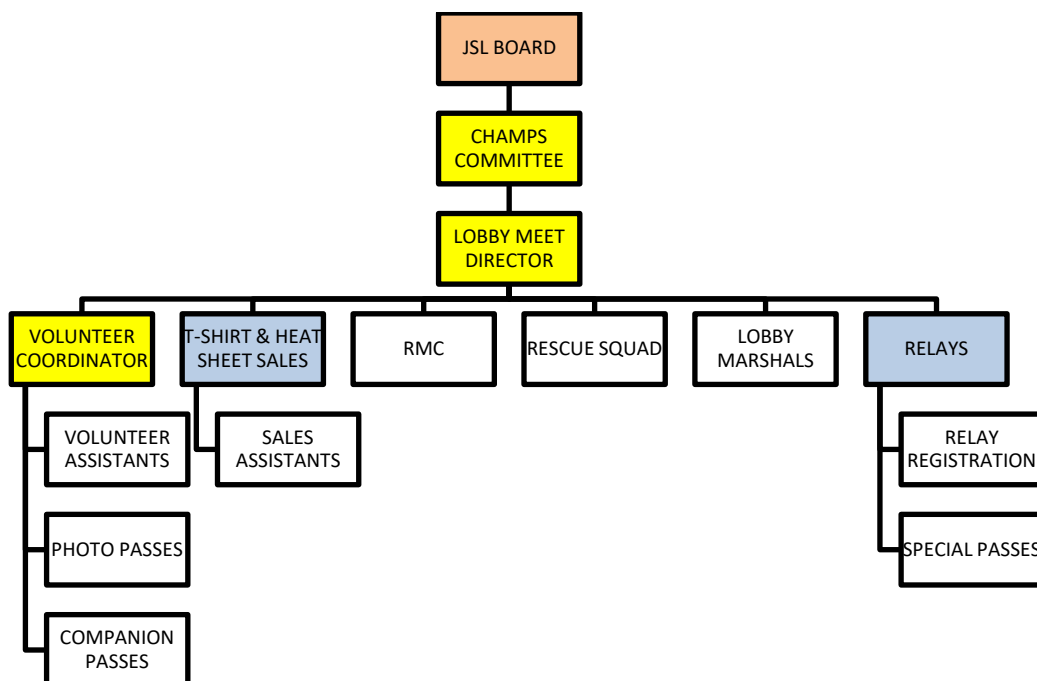 JSL BOARD
CHAMPS
COMMITTEE
LOBBY MEET
DIRECTOR
VOLUNTEER
COORDINATOR
T-SHIRT & HEAT
SHEET SALES
RMC
RESCUE SQUAD
LOBBY
MARSHALS
RELAYS
VOLUNTEER
ASSISTANTS
SALES
ASSISTANTS
RELAY
REGISTRATION
PHOTO PASSES
SPECIAL PASSES
COMPANION
PASSES